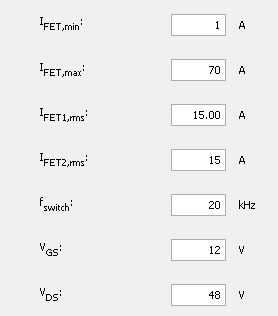 IFET,min: 1 A
IFET,max: 70 A
IFET1,rms: 15.00 A
IFET2,rms: 15 A
fswitch: 20 kHz
VGS: 12 V
VDS: 48 V